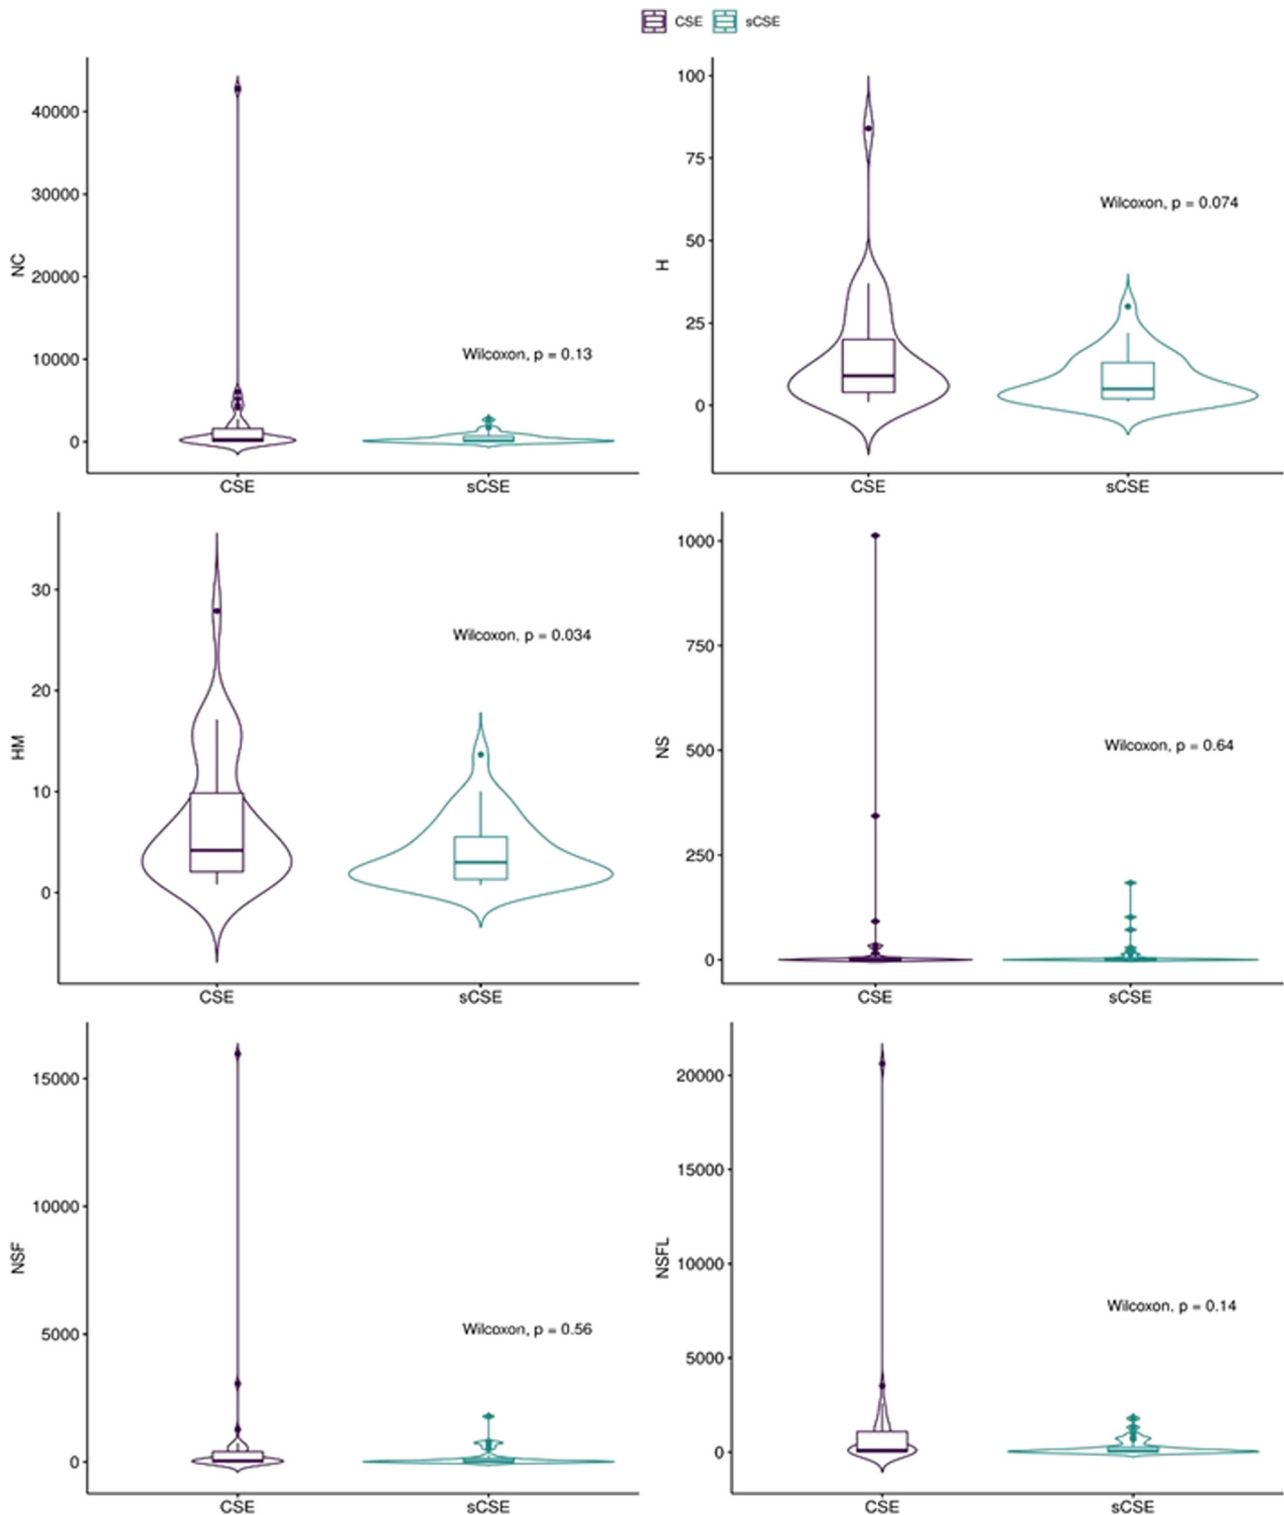 CSE sCSE
NC
40000
30000
20000
10000
0
Wilcoxon, p = 0.13
CSE sCSE
H
100
75
50
25
0
Wilcoxon, p = 0.074
CSE sCSE
HM
30
20
10
0
Wilcoxon, p = 0.034
CSE sCSE
NS
1000
750
500
250
0
Wilcoxon, p = 0.64
CSE sCSE
NSF
15000
10000
5000
0
Wilcoxon, p = 0.56
CSE sCSE
NSFL
20000
15000
10000
5000
0
Wilcoxon, p = 0.14
CSE sCSE